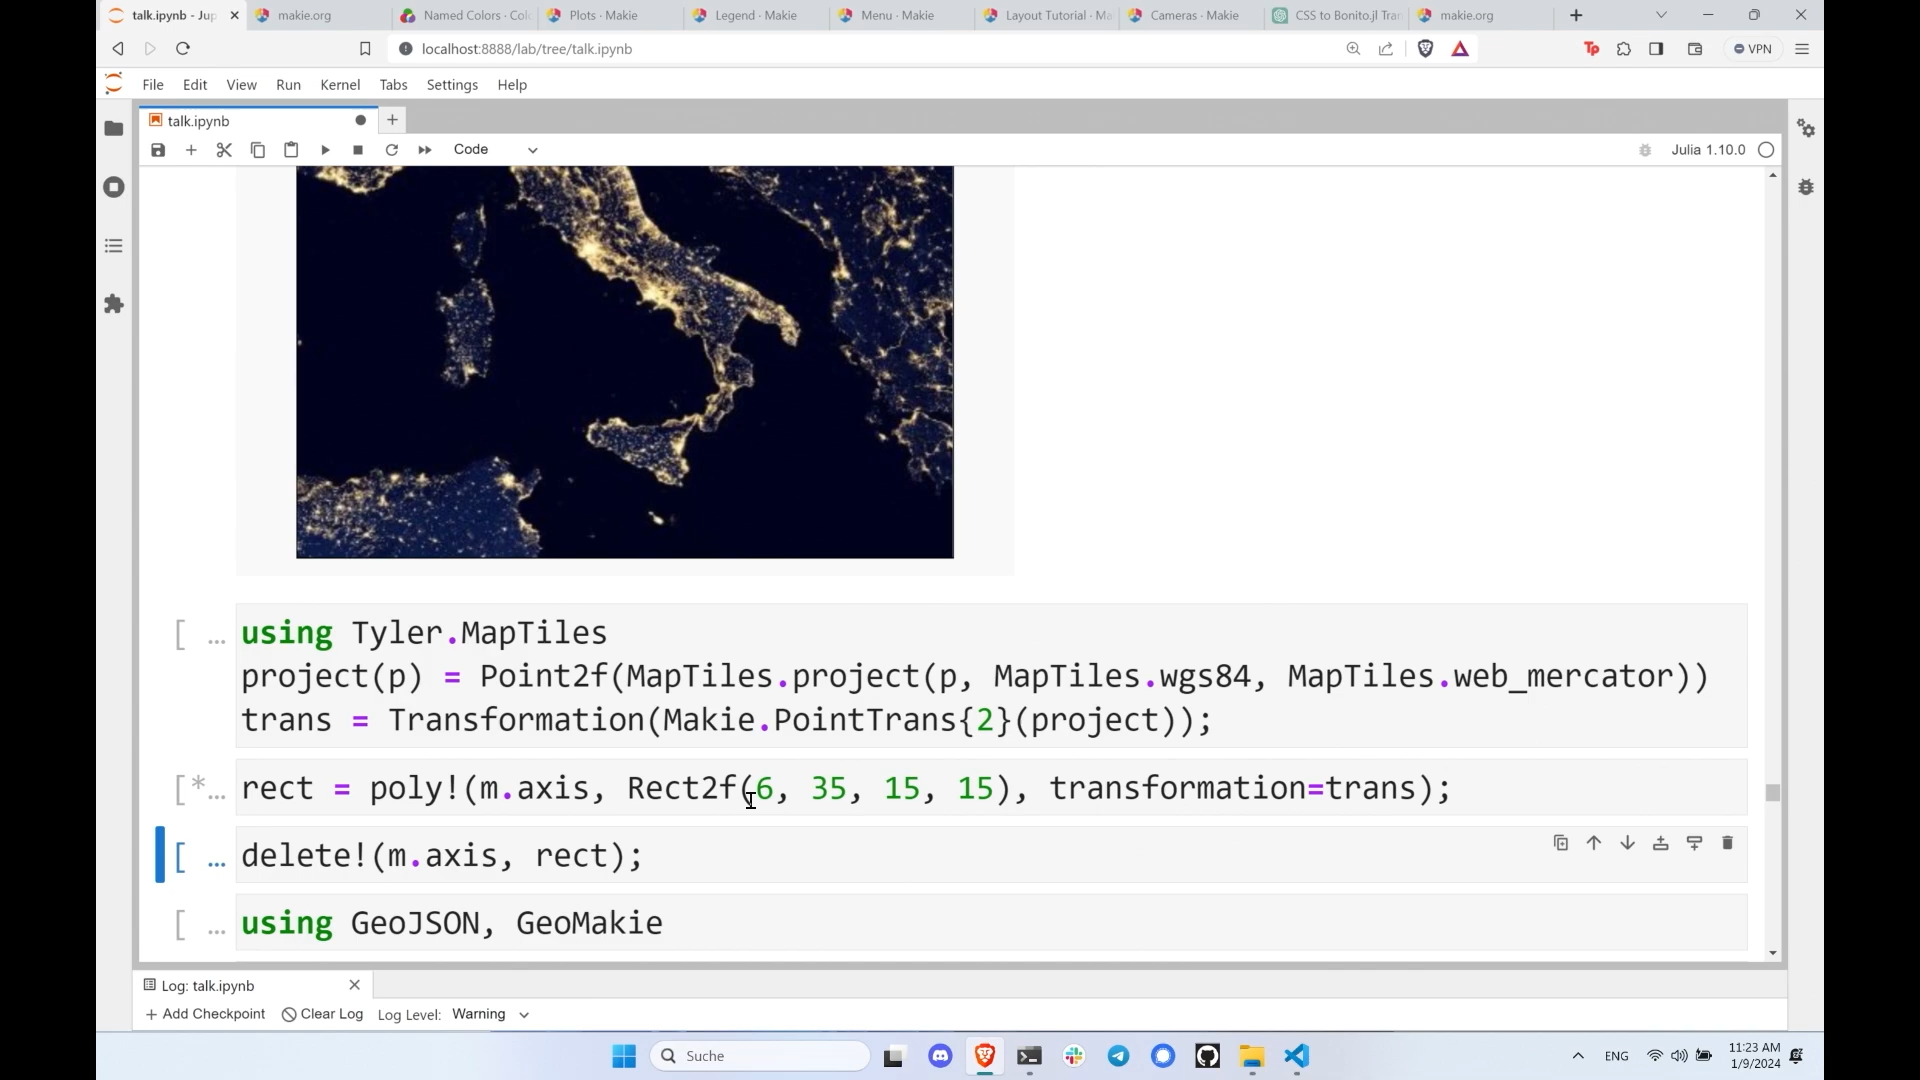 talk.ipynb - Jup
makie.org
Named Colors · Col
Plots · Makie
Legend · Makie
Menu · Makie
Layout Tutorial · Ma
Cameras · Makie
CSS to Bonito.jl Tran
makie.org
localhost:8888/lab/tree/talk.ipynb
Tp
VPN
File Edit View Run Kernel Tabs Settings Help
talk.ipynb
Code
Julia 1.10.0
[ … using Tyler.MapTiles
project(p) = Point2f(MapTiles.project(p, MapTiles.wgs84, MapTiles.web_mercator))
trans = Transformation(Makie.PointTrans{2}(project));
[*… rect = poly!(m.axis, Rect2f(6, 35, 15, 15), transformation=trans);
[ … delete!(m.axis, rect);
[ … using GeoJSON, GeoMakie
Log: talk.ipynb
Add Checkpoint Clear Log Log Level: Warning
Suche
ENG
11:23 AM
1/9/2024